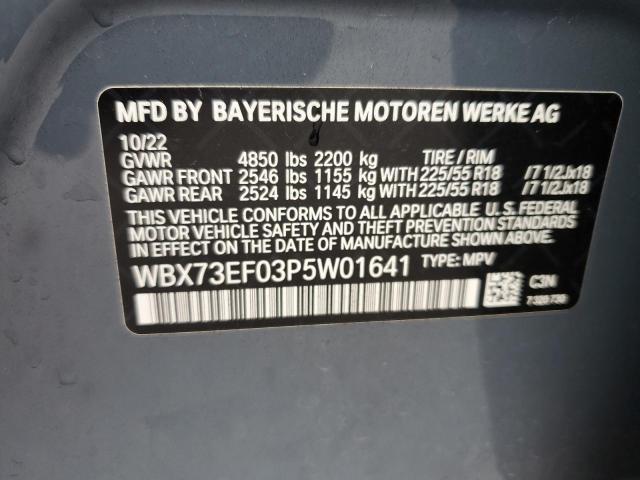 MFD BY BAYERISCHE MOTOREN WERKE AG
10/22
GVWR 4850 lbs 2200 kg TIRE / RIM
GAWR FRONT 2546 lbs 1155 kg WITH 225/55 R18 /7 1/2Jx18
GAWR REAR 2524 lbs 1145 kg WITH 225/55 R18 /7 1/2Jx18
THIS VEHICLE CONFORMS TO ALL APPLICABLE U. S. FEDERAL
MOTOR VEHICLE SAFETY AND THEFT PREVENTION STANDARDS
IN EFFECT ON THE DATE OF MANUFACTURE SHOWN ABOVE.
WBX73EF03P5W01641 TYPE: MPV
C3N